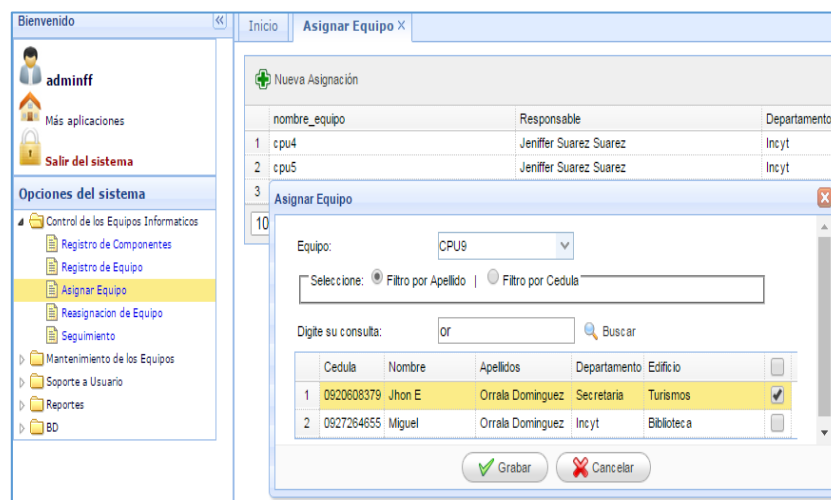 Bienvenido
adminff
Más aplicaciones
Salir del sistema
Opciones del sistema
Control de los Equipos Informaticos
Registro de Componentes
Registro de Equipo
Asignar Equipo
Reasignacion de Equipo
Seguimiento
Mantenimiento de los Equipos
Soporte a Usuario
Reportes
BD
Inicio Asignar Equipo
Nueva Asignación
nombre_equipo Responsable Departamento
1 cpu4 Jeniffer Suarez Suarez Incyt
2 cpu5 Jeniffer Suarez Suarez Incyt
3
10
Asignar Equipo
Equipo: CPU9
Seleccione: Filtro por Apellido | Filtro por Cedula
Digite su consulta: or Buscar
Cedula Nombre Apellidos Departamento Edificio
1 0920608379 Jhon E Orrala Dominguez Secretaria Turismos
2 0927264655 Miguel Orrala Dominguez Incyt Biblioteca
Grabar Cancelar